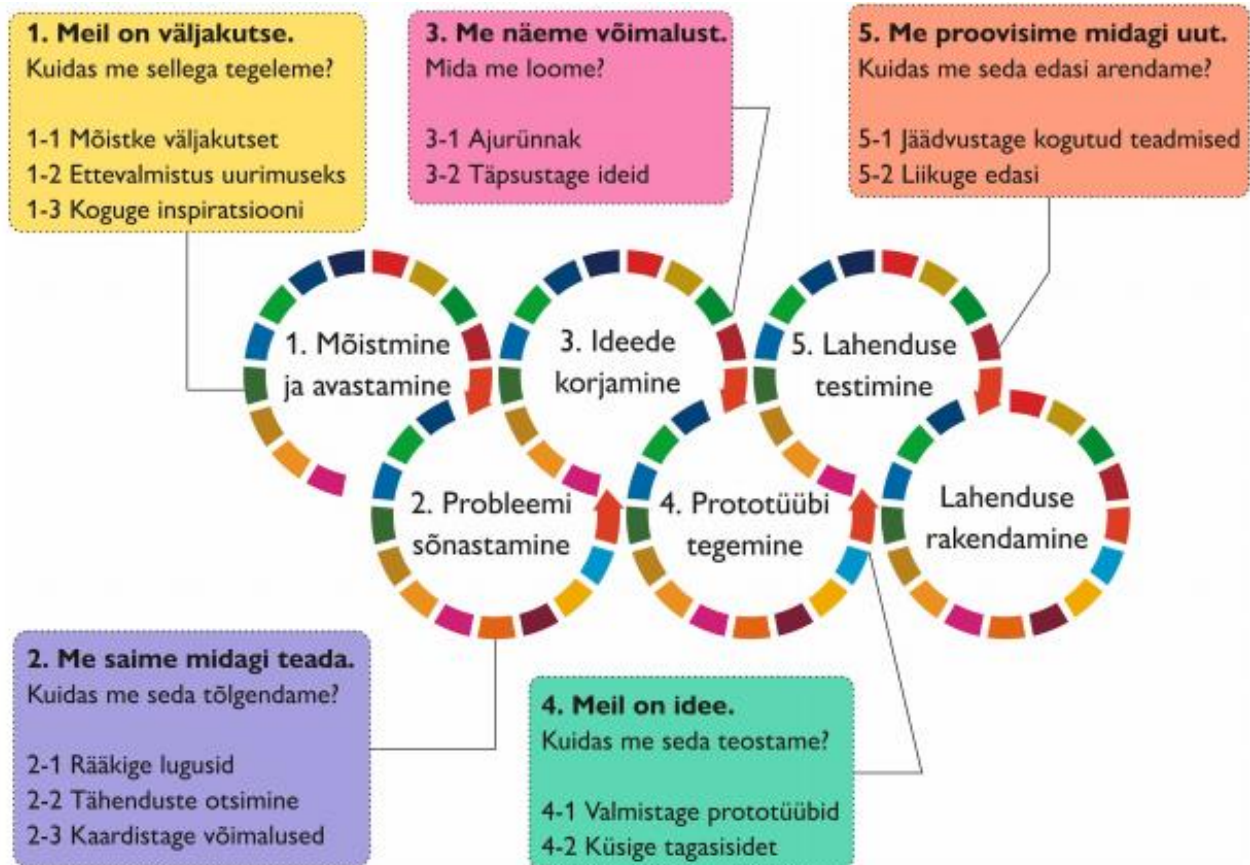 1. Meil on väljakutse.
Kuidas me sellega tegeleme?
1-1 Mõistke väljakutset
1-2 Ettevalmistus uurimuseks
1-3 Koguge inspiratsiooni
3. Me näeme võimalust.
Mida me loome?
3-1 Ajurünnak
3-2 Täpsustage ideid
5. Me proovisime midagi uut.
Kuidas me seda edasi arendame?
5-1 Jäädvustage kogutud teadmised
5-2 Liikuge edasi
1. Mõistmine
ja avastamine
3. Ideede
korjamine
5. Lahenduse
testimine
2. Probleemi
sõnastamine
4. Prototüübi
tegemine
Lahenduse
rakendamine
2. Me saime midagi teada.
Kuidas me seda tõlgendame?
2-1 Rääkige lugusid
2-2 Tähenduste otsimine
2-3 Kaardistage võimalused
4. Meil on idee.
Kuidas me seda teostame?
4-1 Valmistage prototüübid
4-2 Küsige tagasisidet